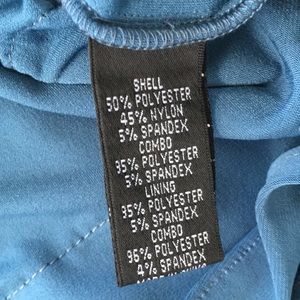 SHELL
50% POLYESTER
45% NYLON
5% SPANDEX
COMBO
95% POLYESTER
5% SPANDEX
LINING
95% POLYESTER
5% SPANDEX
COMBO
96% POLYESTER
4% SPANDEX